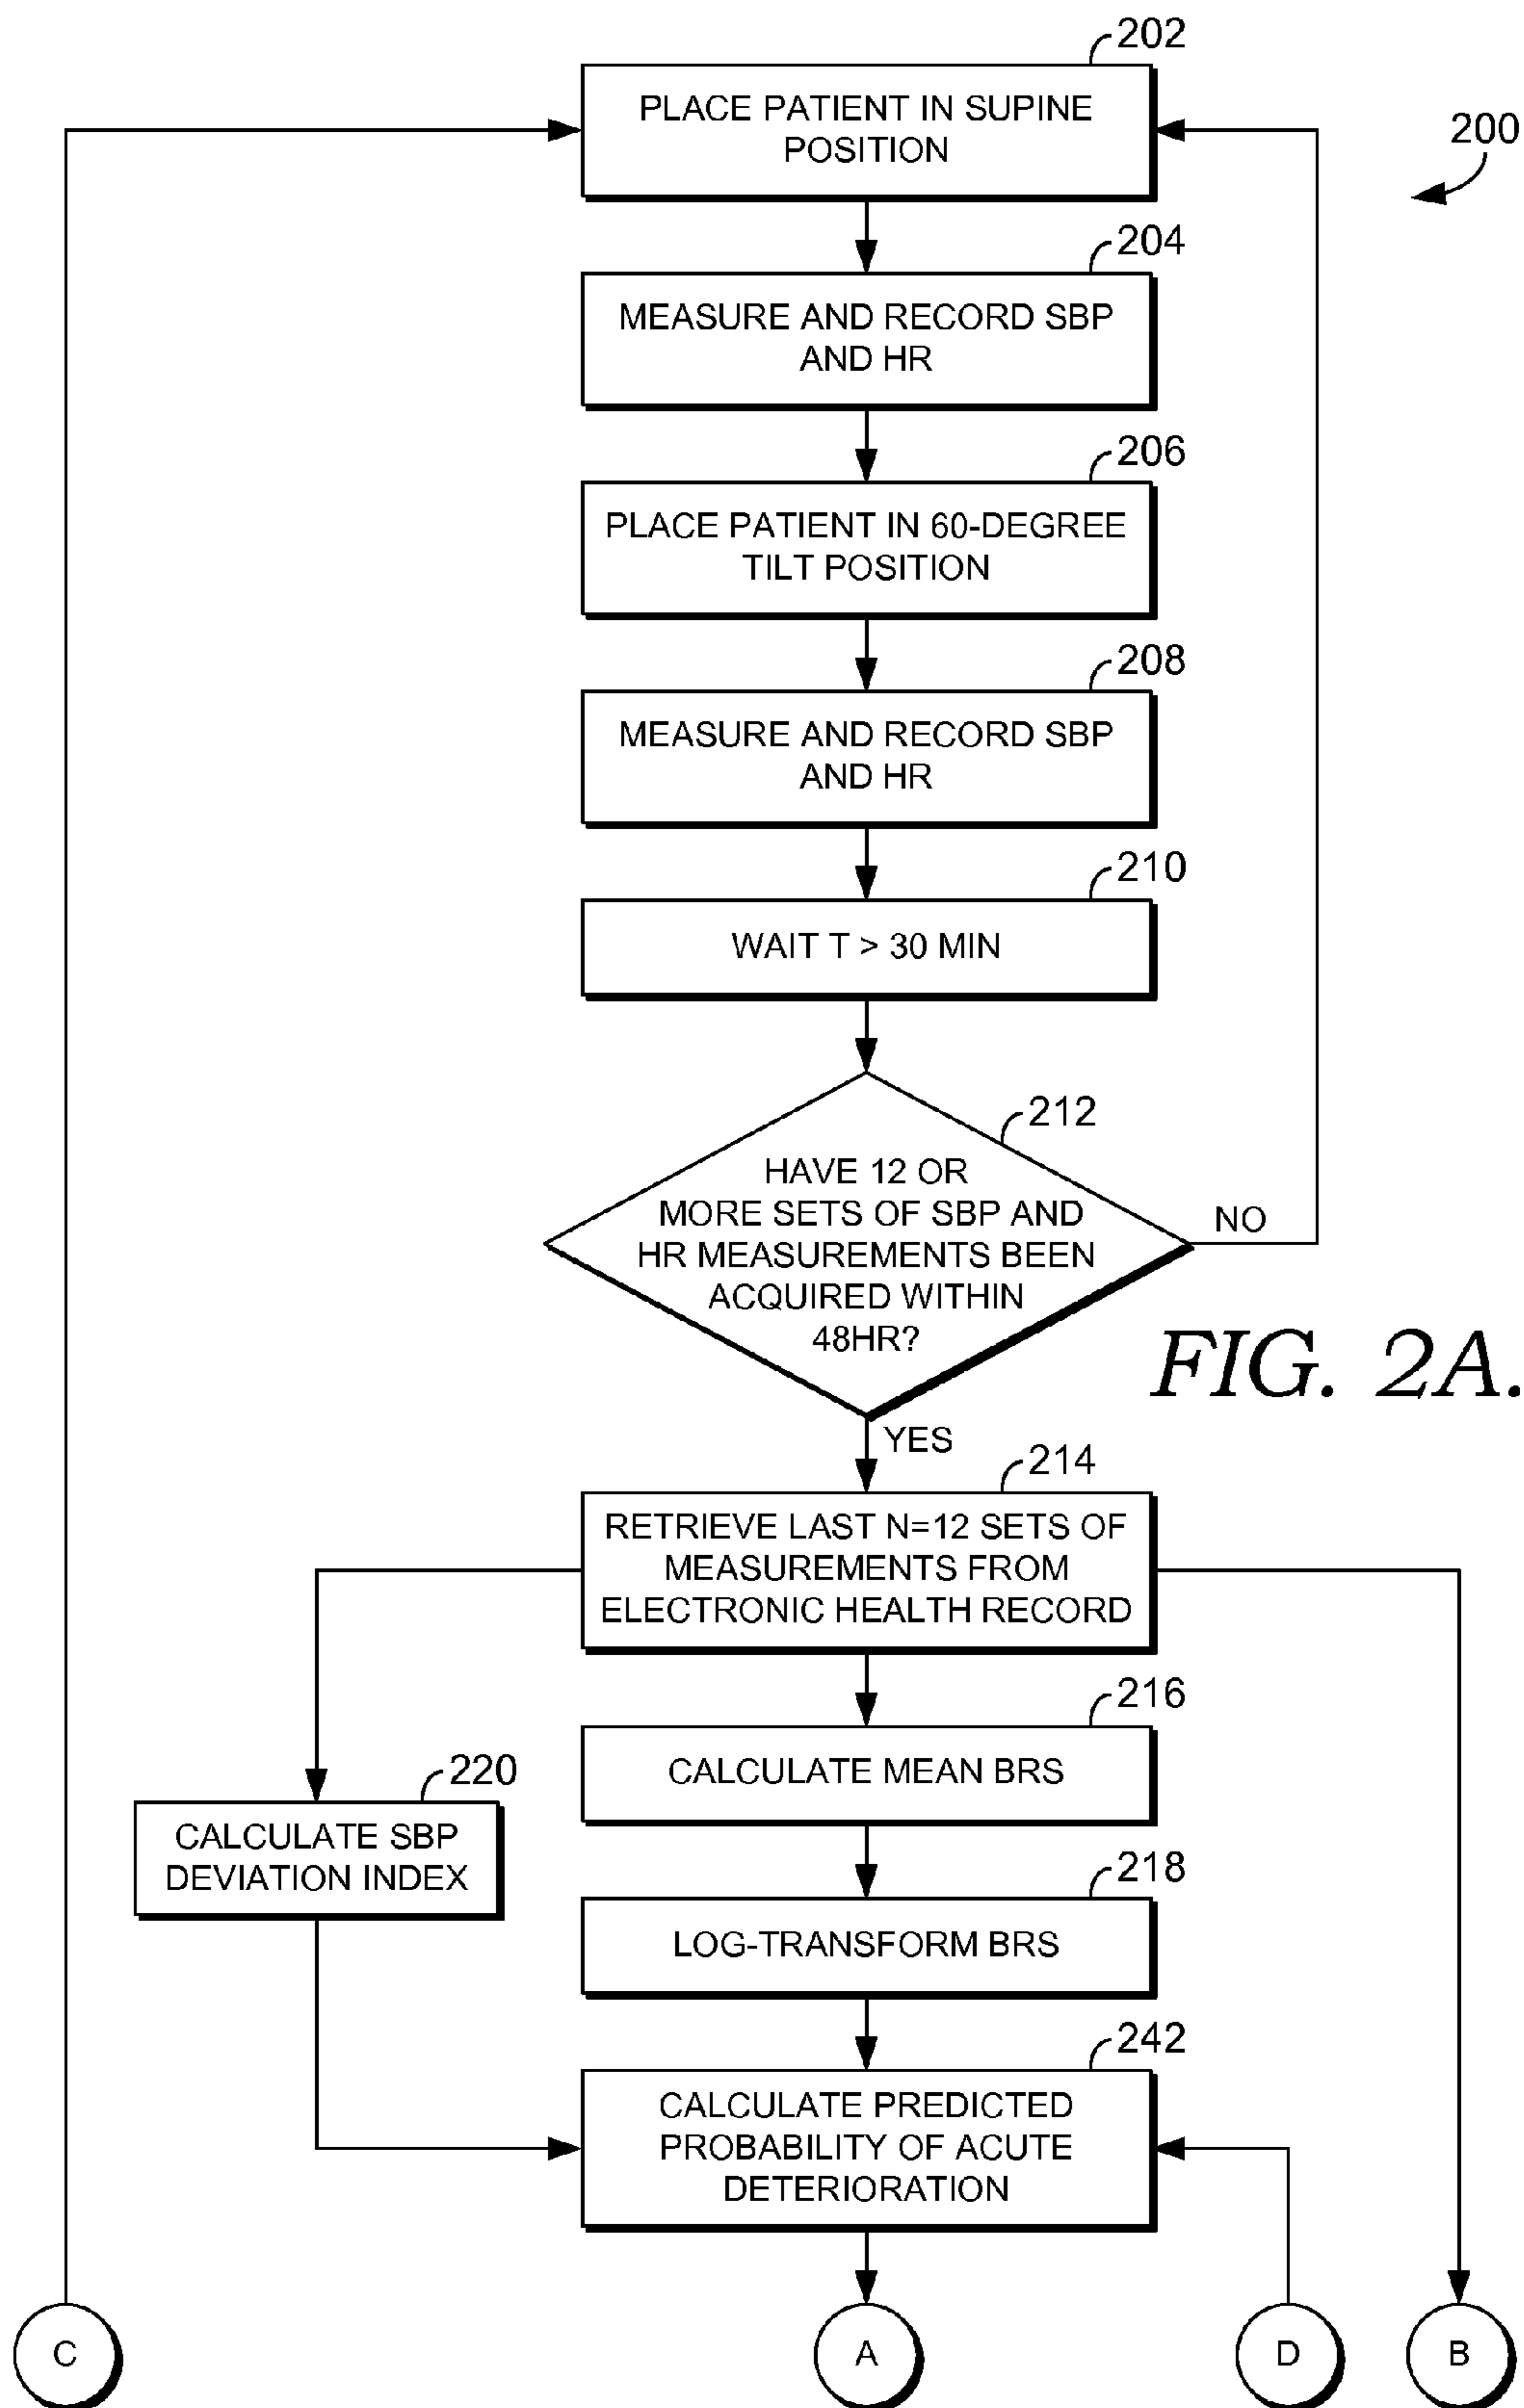 202
PLACE PATIENT IN SUPINE
POSITION
200
204
MEASURE AND RECORD SBP
AND HR
206
PLACE PATIENT IN 60-DEGREE
TILT POSITION
208
MEASURE AND RECORD SBP
AND HR
210
WAIT T > 30 MIN
212
HAVE 12 OR
MORE SETS OF SBP AND
HR MEASUREMENTS BEEN
ACQUIRED WITHIN
48HR?
NO
FIG. 2A.
YES
214
RETRIEVE LAST N=12 SETS OF
MEASUREMENTS FROM
ELECTRONIC HEALTH RECORD
216
CALCULATE MEAN BRS
220
CALCULATE SBP
DEVIATION INDEX
218
LOG-TRANSFORM BRS
242
CALCULATE PREDICTED
PROBABILITY OF ACUTE
DETERIORATION
C
A
D
B